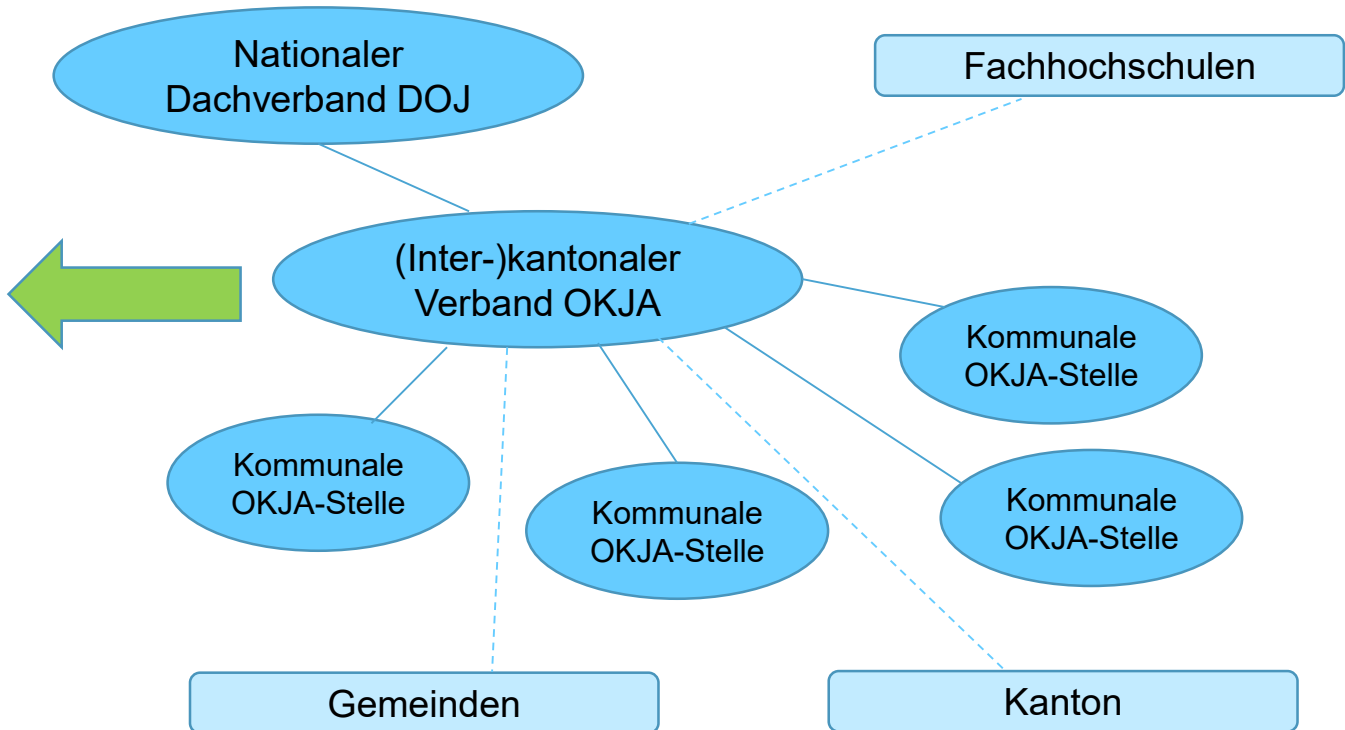 Nationaler
Dachverband DOJ
Fachhochschulen
(Inter-)kantonaler
Verband OKJA
Kommunale
OKJA-Stelle
Kommunale
OKJA-Stelle
Kommunale
OKJA-Stelle
Kommunale
OKJA-Stelle
Gemeinden
Kanton